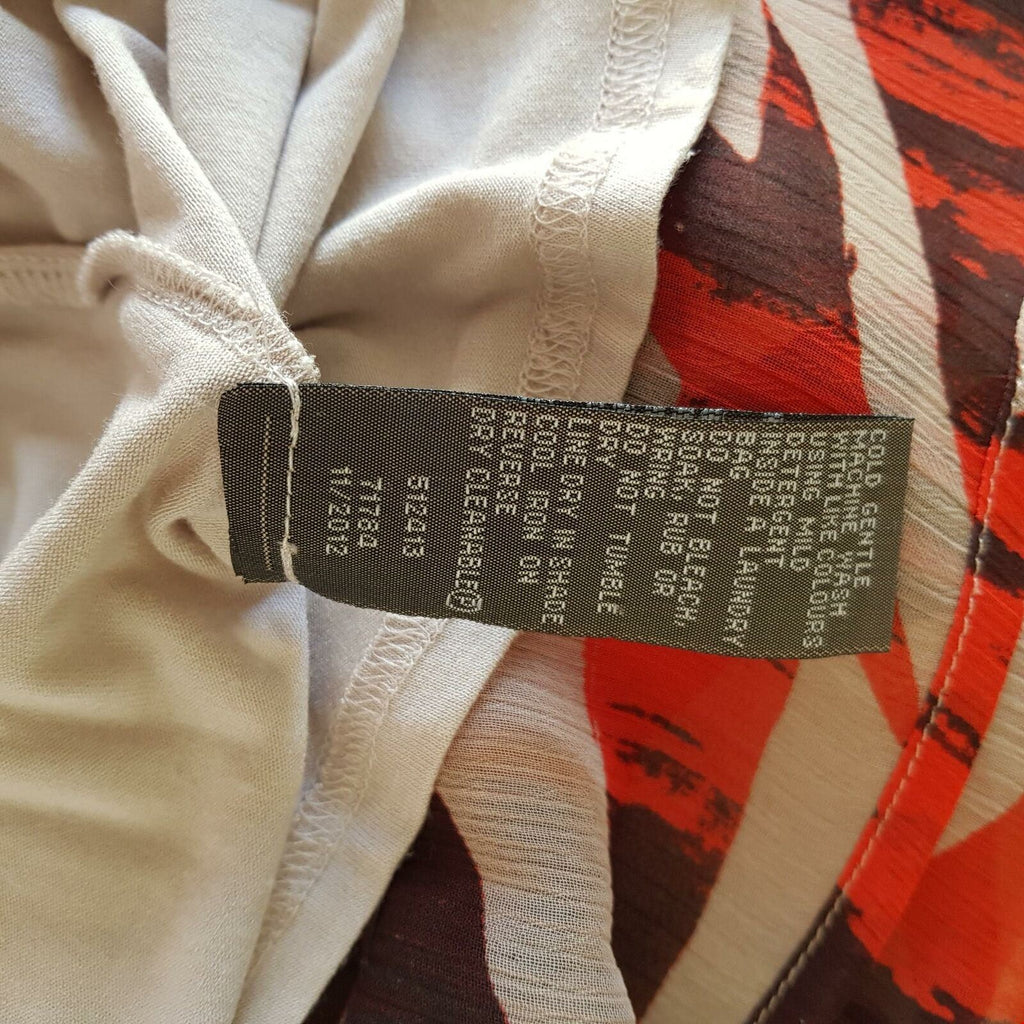 COLD GENTLE
MACHINE WASH
WITH LIKE COLOURS
USING MILD
DETERGENT
INSIDE A LAUNDRY
BAG
DO NOT BLEACH,
SOAK, RUB OR
WRING
DO NOT TUMBLE
DRY
LINE DRY IN SHADE
COOL IRON ON
REVERSE
DRY CLEANABLE Ⓟ
512413
T1784
11/2012